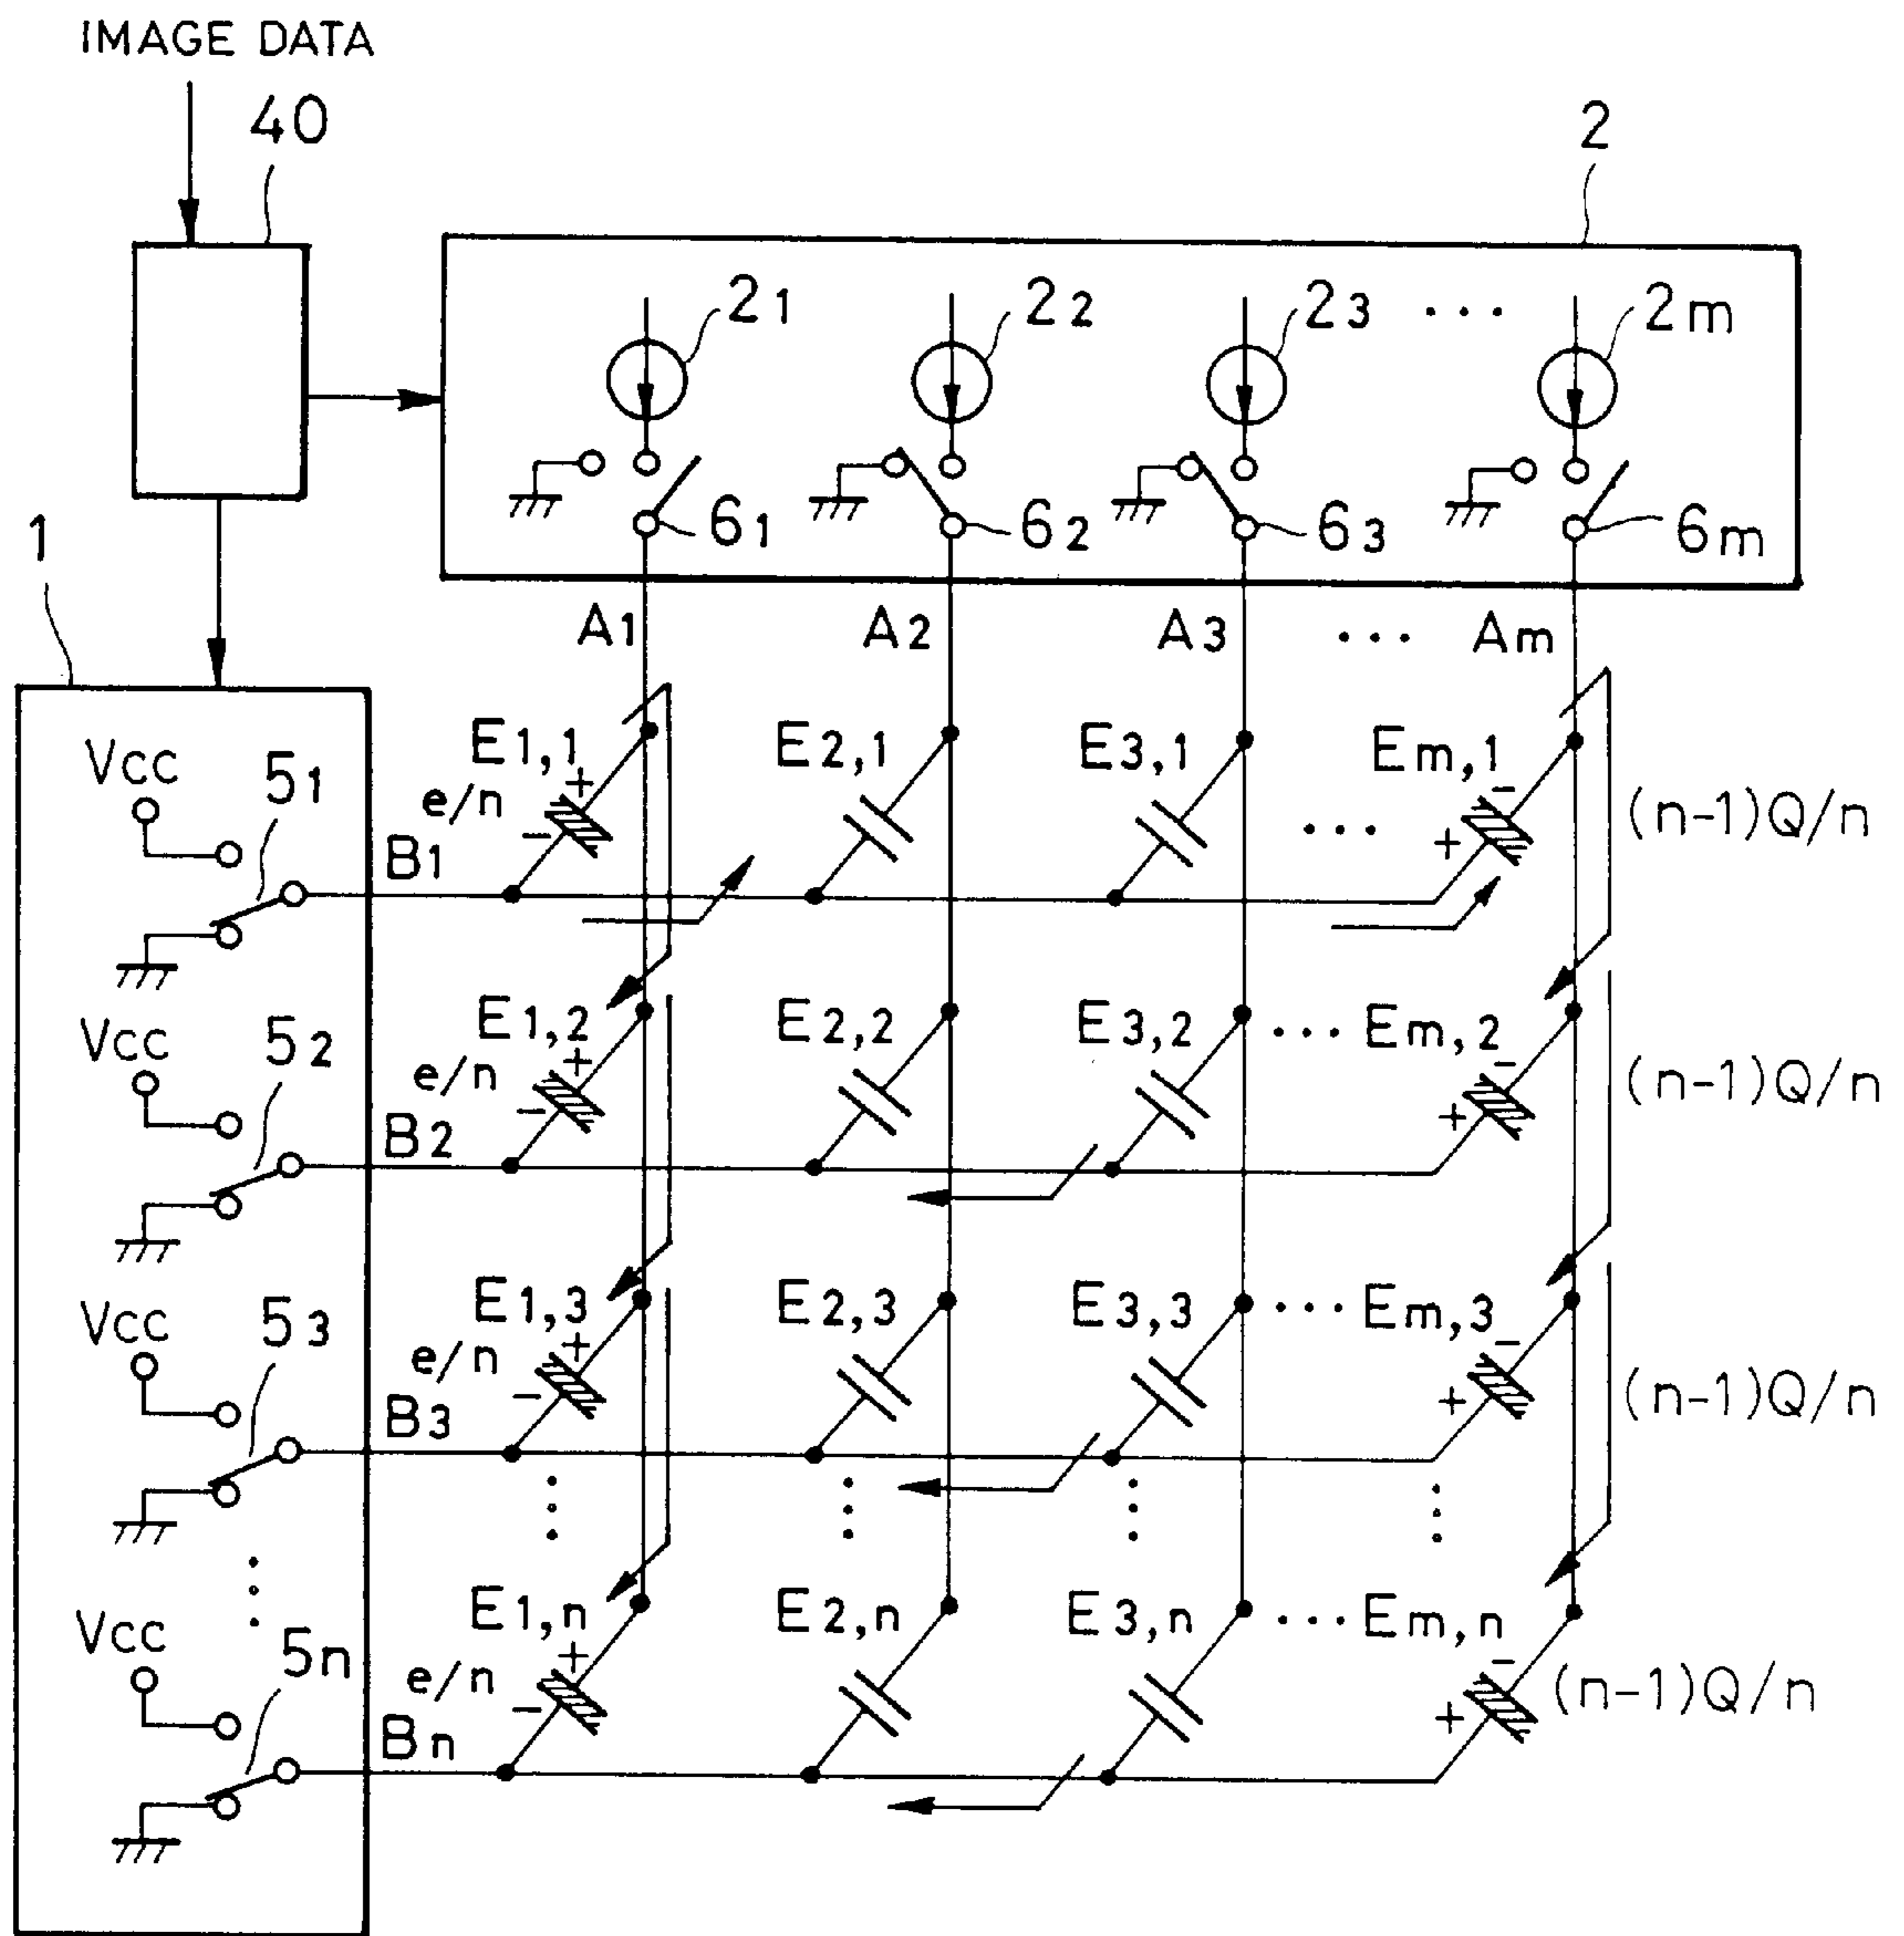 IMAGE DATA
40
2
21 22 23 ... 2m
61 62 63 6m
1
A1 A2 A3 ... Am
VCC 51 E1,1 E2,1 E3,1 Em,1
e/n + - ... - + (n-1)Q/n
B1
VCC 52 E1,2 E2,2 E3,2 ... Em,2
e/n + - - + (n-1)Q/n
B2
VCC 53 E1,3 E2,3 E3,3 ... Em,3
e/n + - - + (n-1)Q/n
B3
VCC 5n E1,n E2,n E3,n ... Em,n
e/n + - - + (n-1)Q/n
Bn